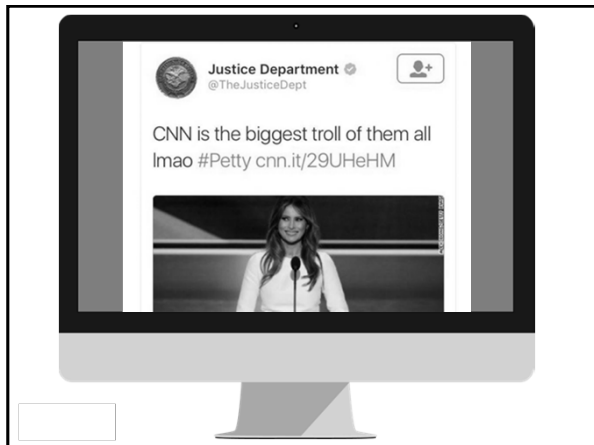 Justice Department
@TheJusticeDept
CNN is the biggest troll of them all
lmao #Petty cnn.it/29UHeHM